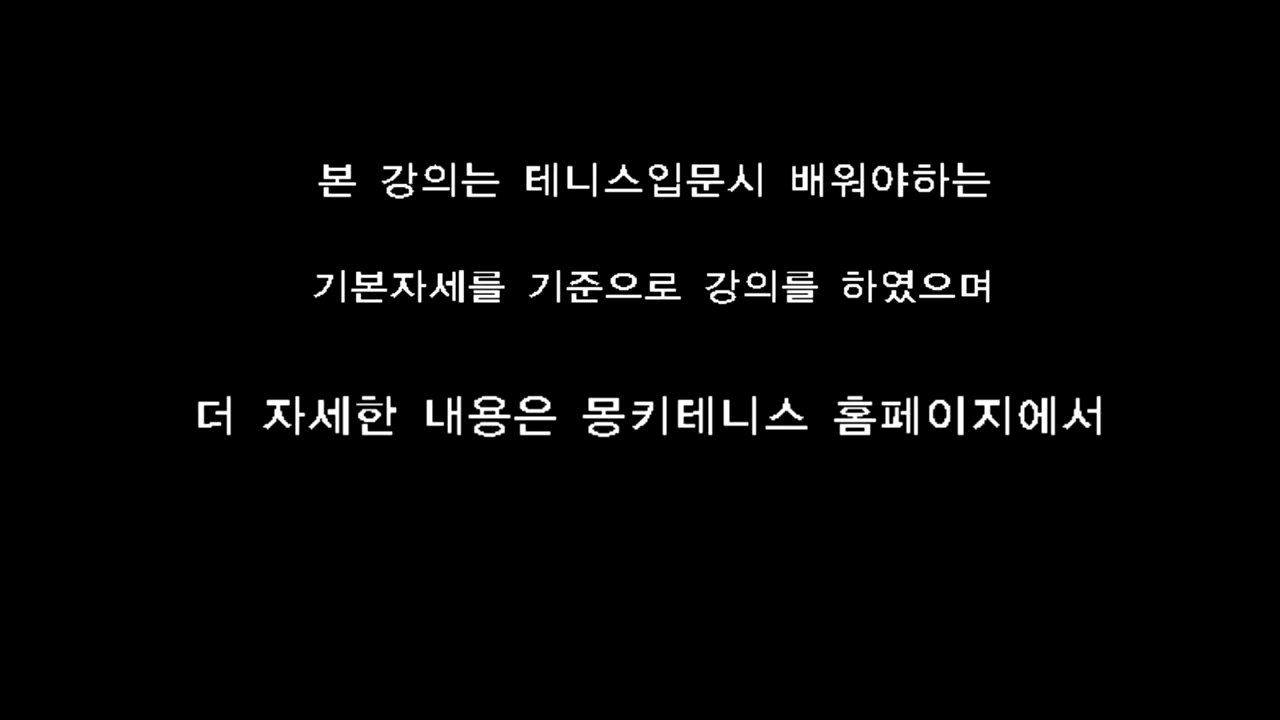 본 강의는 테니스입문시 배워야하는
기본자세를 기준으로 강의를 하였으며
더 자세한 내용은 몽키테니스 홈페이지에서